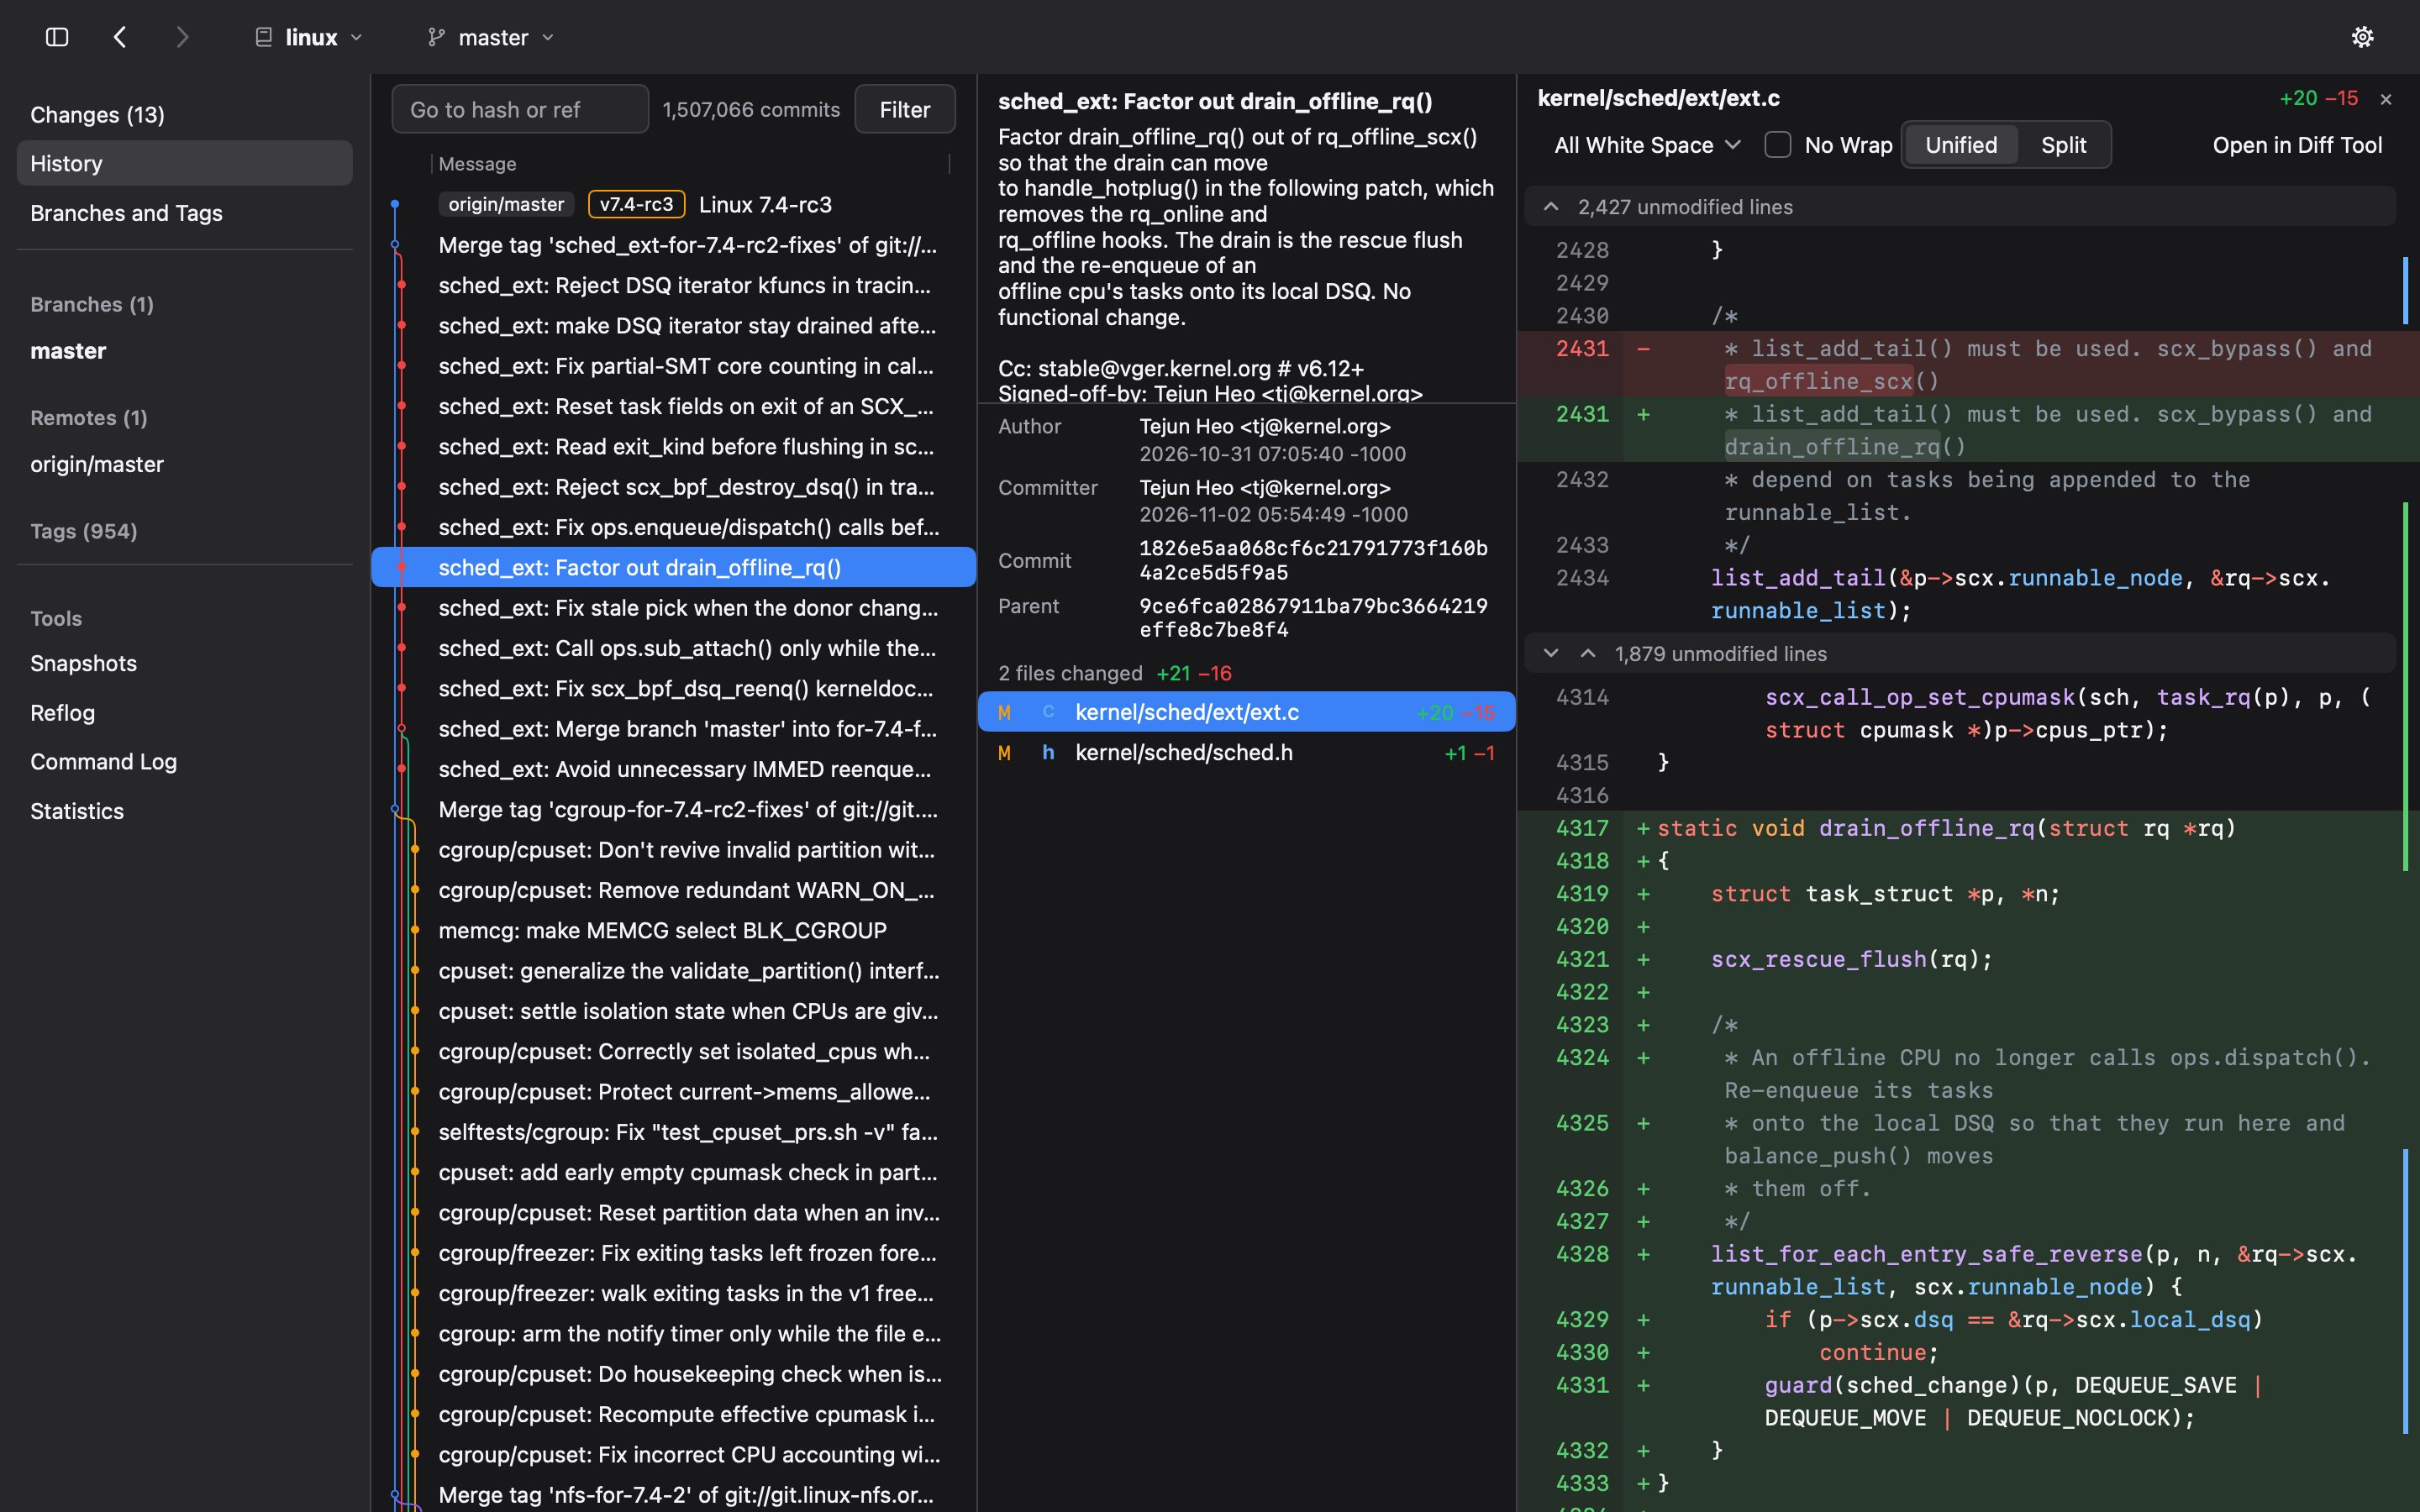 linux
master
Changes (13)
History
Branches and Tags
Branches (1)
master
Remotes (1)
origin/master
Tags (954)
Tools
Snapshots
Reflog
Command Log
Statistics
Go to hash or ref
1,507,066 commits
Filter
Message
origin/master v7.4-rc3 Linux 7.4-rc3
Merge tag 'sched_ext-for-7.4-rc2-fixes' of git://...
sched_ext: Reject DSQ iterator kfuncs in tracin...
sched_ext: make DSQ iterator stay drained afte...
sched_ext: Fix partial-SMT core counting in cal...
sched_ext: Reset task fields on exit of an SCX_...
sched_ext: Read exit_kind before flushing in sc...
sched_ext: Reject scx_bpf_destroy_dsq() in tra...
sched_ext: Fix ops.enqueue/dispatch() calls bef...
sched_ext: Factor out drain_offline_rq()
sched_ext: Fix stale pick when the donor chang...
sched_ext: Call ops.sub_attach() only while the...
sched_ext: Fix scx_bpf_dsq_reenq() kerneldoc...
sched_ext: Merge branch 'master' into for-7.4-f...
sched_ext: Avoid unnecessary IMMED reenque...
Merge tag 'cgroup-for-7.4-rc2-fixes' of git://git....
cgroup/cpuset: Don't revive invalid partition wit...
cgroup/cpuset: Remove redundant WARN_ON_...
memcg: make MEMCG select BLK_CGROUP
cpuset: generalize the validate_partition() interf...
cpuset: settle isolation state when CPUs are giv...
cgroup/cpuset: Correctly set isolated_cpus wh...
cgroup/cpuset: Protect current->mems_allowe...
selftests/cgroup: Fix "test_cpuset_prs.sh -v" fa...
cpuset: add early empty cpumask check in part...
cgroup/cpuset: Reset partition data when an inv...
cgroup/freezer: Fix exiting tasks left frozen fore...
cgroup/freezer: walk exiting tasks in the v1 free...
cgroup: arm the notify timer only while the file e...
cgroup/cpuset: Do housekeeping check when is...
cgroup/cpuset: Recompute effective cpumask i...
cgroup/cpuset: Fix incorrect CPU accounting wi...
Merge tag 'nfs-for-7.4-2' of git://git.linux-nfs.or...
sched_ext: Factor out drain_offline_rq()
Factor drain_offline_rq() out of rq_offline_scx()
so that the drain can move
to handle_hotplug() in the following patch, which
removes the rq_online and
rq_offline hooks. The drain is the rescue flush
and the re-enqueue of an
offline cpu's tasks onto its local DSQ. No
functional change.
Cc: stable@vger.kernel.org # v6.12+
Signed-off-by: Tejun Heo <tj@kernel.org>
Author Tejun Heo <tj@kernel.org>
2026-10-31 07:05:40 -1000
Committer Tejun Heo <tj@kernel.org>
2026-11-02 05:54:49 -1000
Commit 1826e5aa068cf6c21791773f160b
4a2ce5d5f9a5
Parent 9ce6fca02867911ba79bc3664219
effe8c7be8f4
2 files changed +21 −16
M C kernel/sched/ext/ext.c +20 −15
M h kernel/sched/sched.h +1 −1
kernel/sched/ext/ext.c +20 −15 ×
All White Space No Wrap Unified Split Open in Diff Tool
2,427 unmodified lines
2428 }
2429
2430 /*
2431 − * list_add_tail() must be used. scx_bypass() and
rq_offline_scx()
2431 + * list_add_tail() must be used. scx_bypass() and
drain_offline_rq()
2432 * depend on tasks being appended to the
runnable_list.
2433 */
2434 list_add_tail(&p->scx.runnable_node, &rq->scx.
runnable_list);
1,879 unmodified lines
4314 scx_call_op_set_cpumask(sch, task_rq(p), p, (
struct cpumask *)p->cpus_ptr);
4315 }
4316
4317 + static void drain_offline_rq(struct rq *rq)
4318 + {
4319 + struct task_struct *p, *n;
4320 +
4321 + scx_rescue_flush(rq);
4322 +
4323 + /*
4324 + * An offline CPU no longer calls ops.dispatch().
Re-enqueue its tasks
4325 + * onto the local DSQ so that they run here and
balance_push() moves
4326 + * them off.
4327 + */
4328 + list_for_each_entry_safe_reverse(p, n, &rq->scx.
runnable_list, scx.runnable_node) {
4329 + if (p->scx.dsq == &rq->scx.local_dsq)
4330 + continue;
4331 + guard(sched_change)(p, DEQUEUE_SAVE |
DEQUEUE_MOVE | DEQUEUE_NOCLOCK);
4332 + }
4333 + }